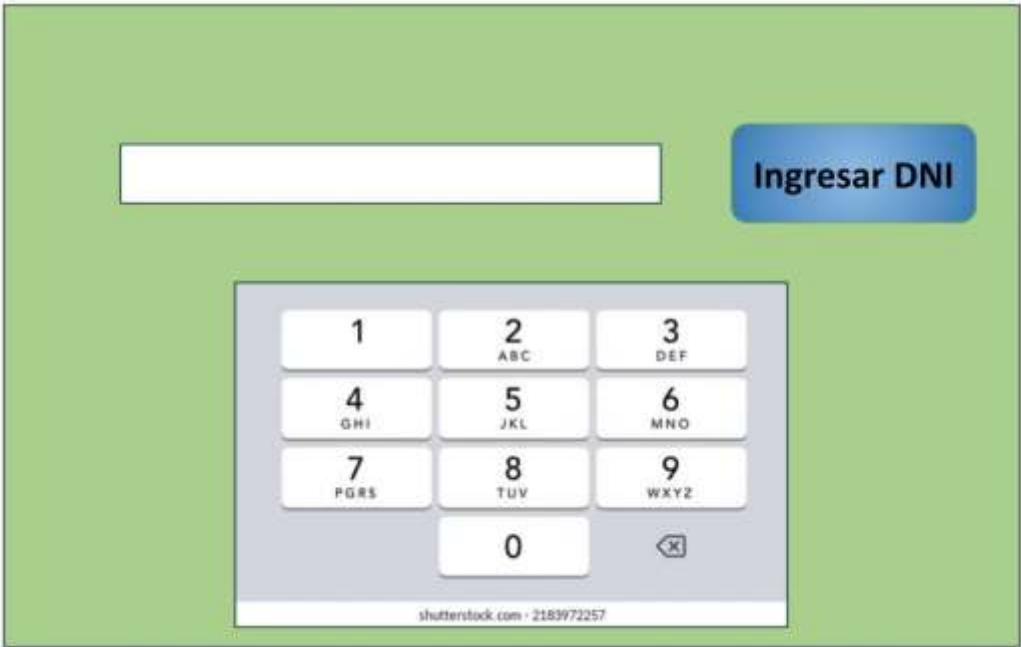 Ingresar DNI
1
2
ABC
3
DEF
4
GHI
5
JKL
6
MNO
7
PGRS
8
TUV
9
WXYZ
0
shutterstock.com · 2183972257